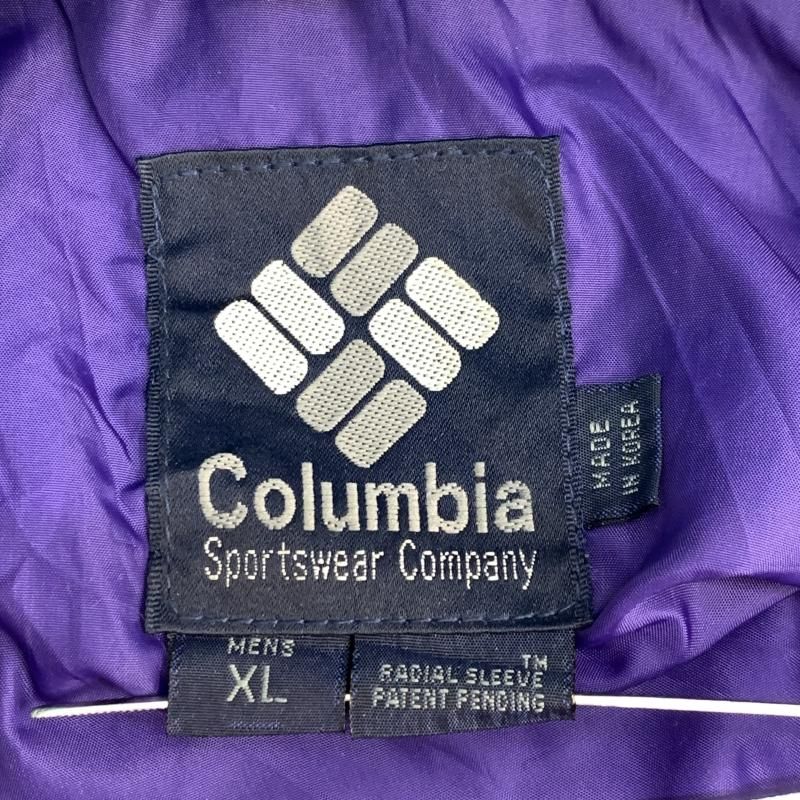 Columbia
Sportswear Company
MADE
IN KOREA
MENS
XL
RADIAL SLEEVE™
PATENT PENDING